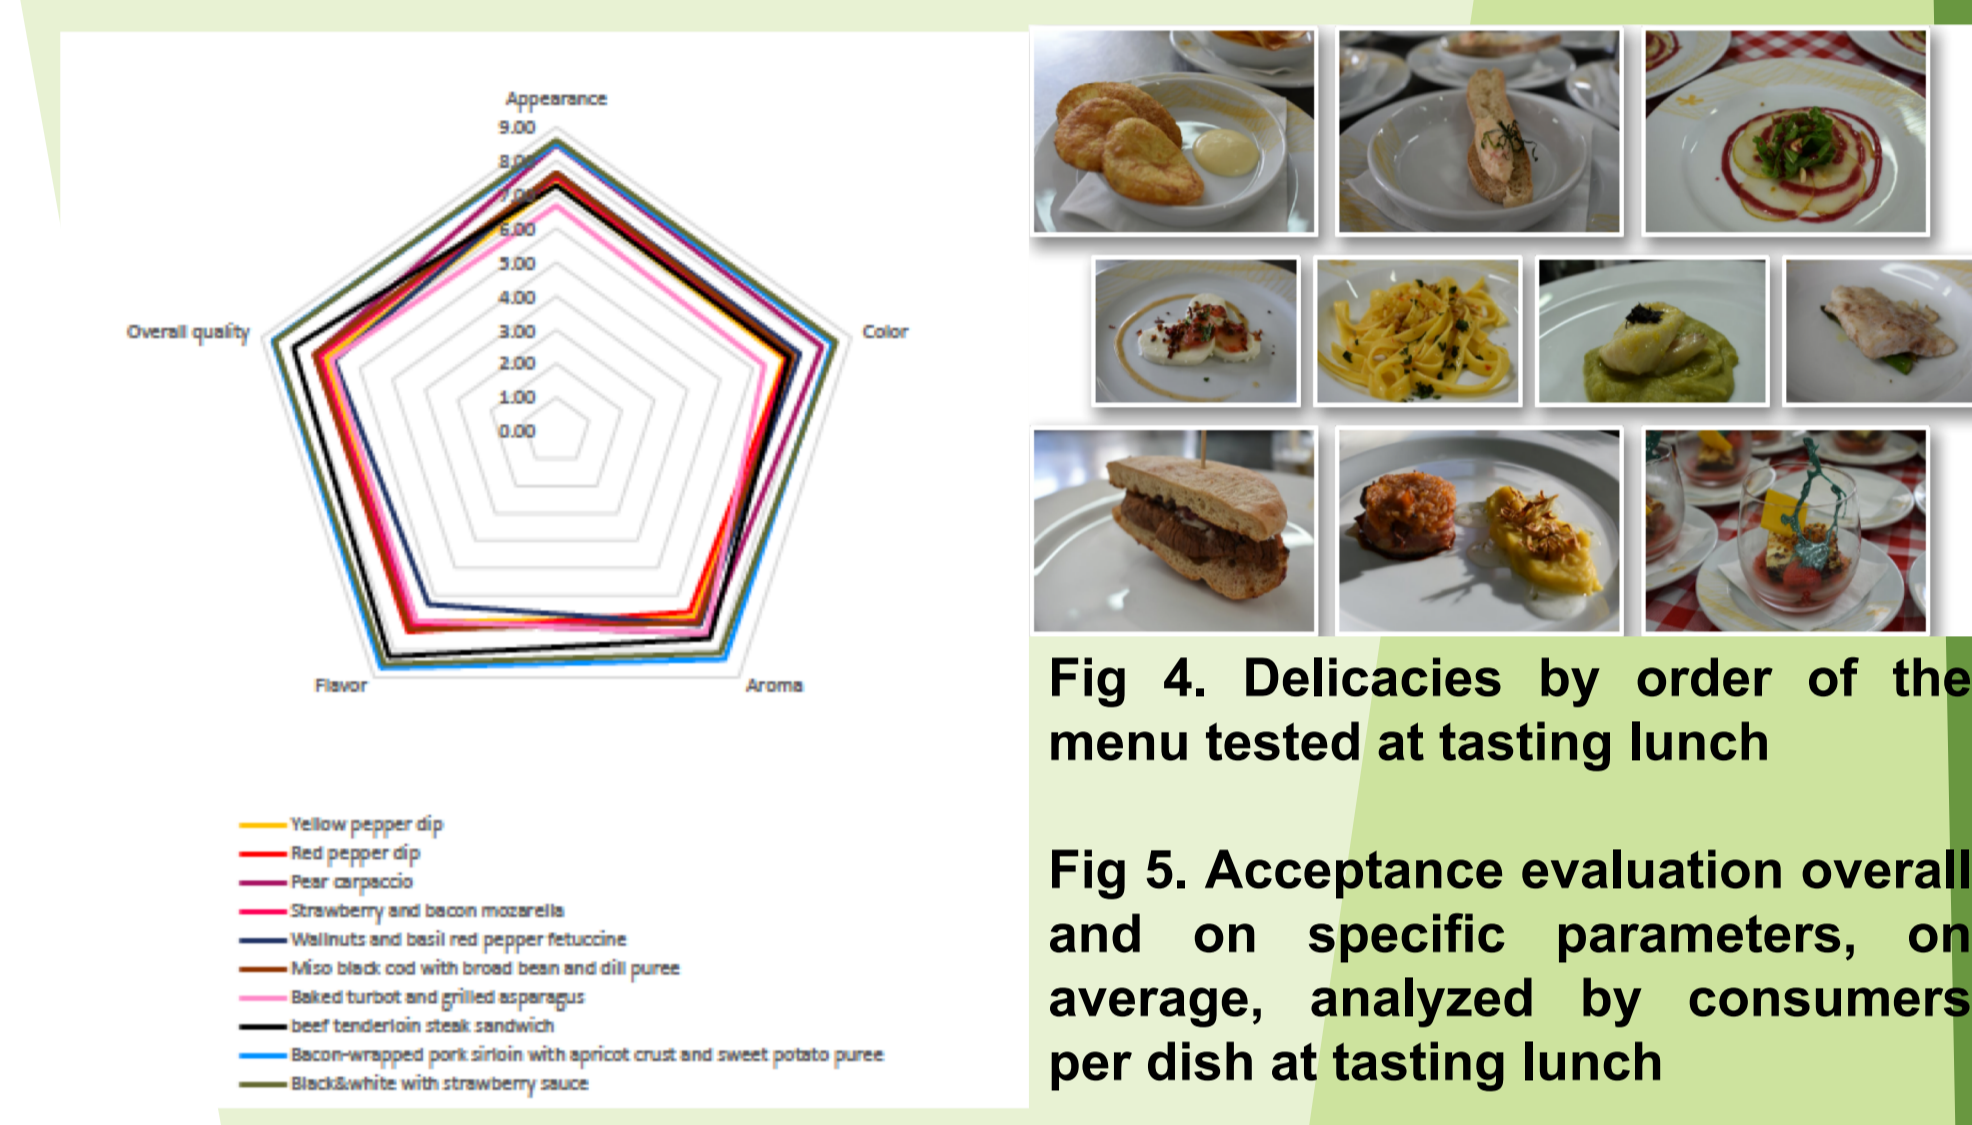 Appearance
9.00
8.00
7.00
6.00
5.00
4.00
3.00
2.00
1.00
0.00
Overall quality
Color
Flavor
Aroma
Yellow pepper dip
Red pepper dip
Pear carpaccio
Strawberry and bacon mozarella
Wallnuts and basil red pepper fetuccine
Miso black cod with broad bean and dill puree
Baked turbot and grilled asparagus
beef tenderloin steak sandwich
Bacon-wrapped pork sirloin with apricot crust and sweet potato puree
Black&white with strawberry sauce
Fig 4. Delicacies by order of the
menu tested at tasting lunch
Fig 5. Acceptance evaluation overall
and on specific parameters, on
average, analyzed by consumers
per dish at tasting lunch